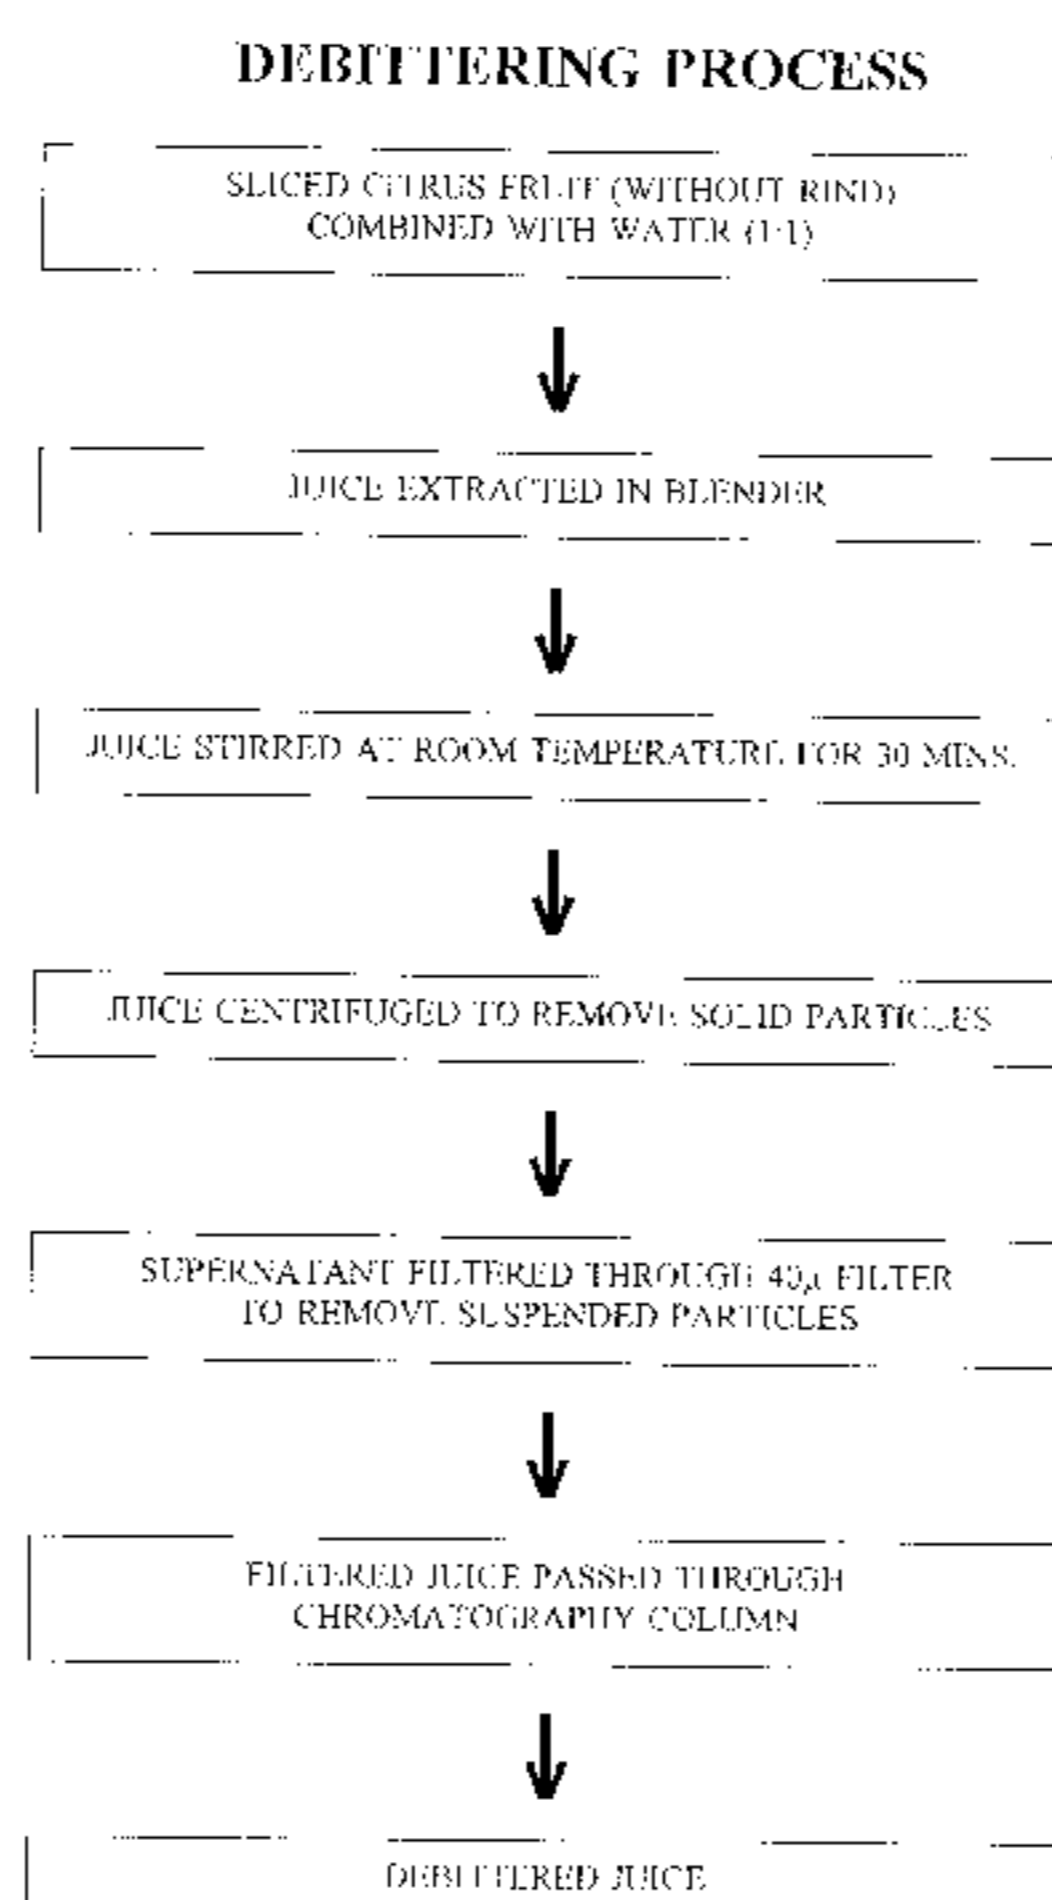 DEBITTERING PROCESS
SLICED CITRUS FRUIT (WITHOUT RIND)
COMBINED WITH WATER (1:1)
JUICE EXTRACTED IN BLENDER
JUICE STIRRED AT ROOM TEMPERATURE FOR 30 MINS.
JUICE CENTRIFUGED TO REMOVE SOLID PARTICLES
SUPERNATANT FILTERED THROUGH 40μ FILTER
TO REMOVE SUSPENDED PARTICLES
FILTERED JUICE PASSED THROUGH
CHROMATOGRAPHY COLUMN
DEBITTERED JUICE